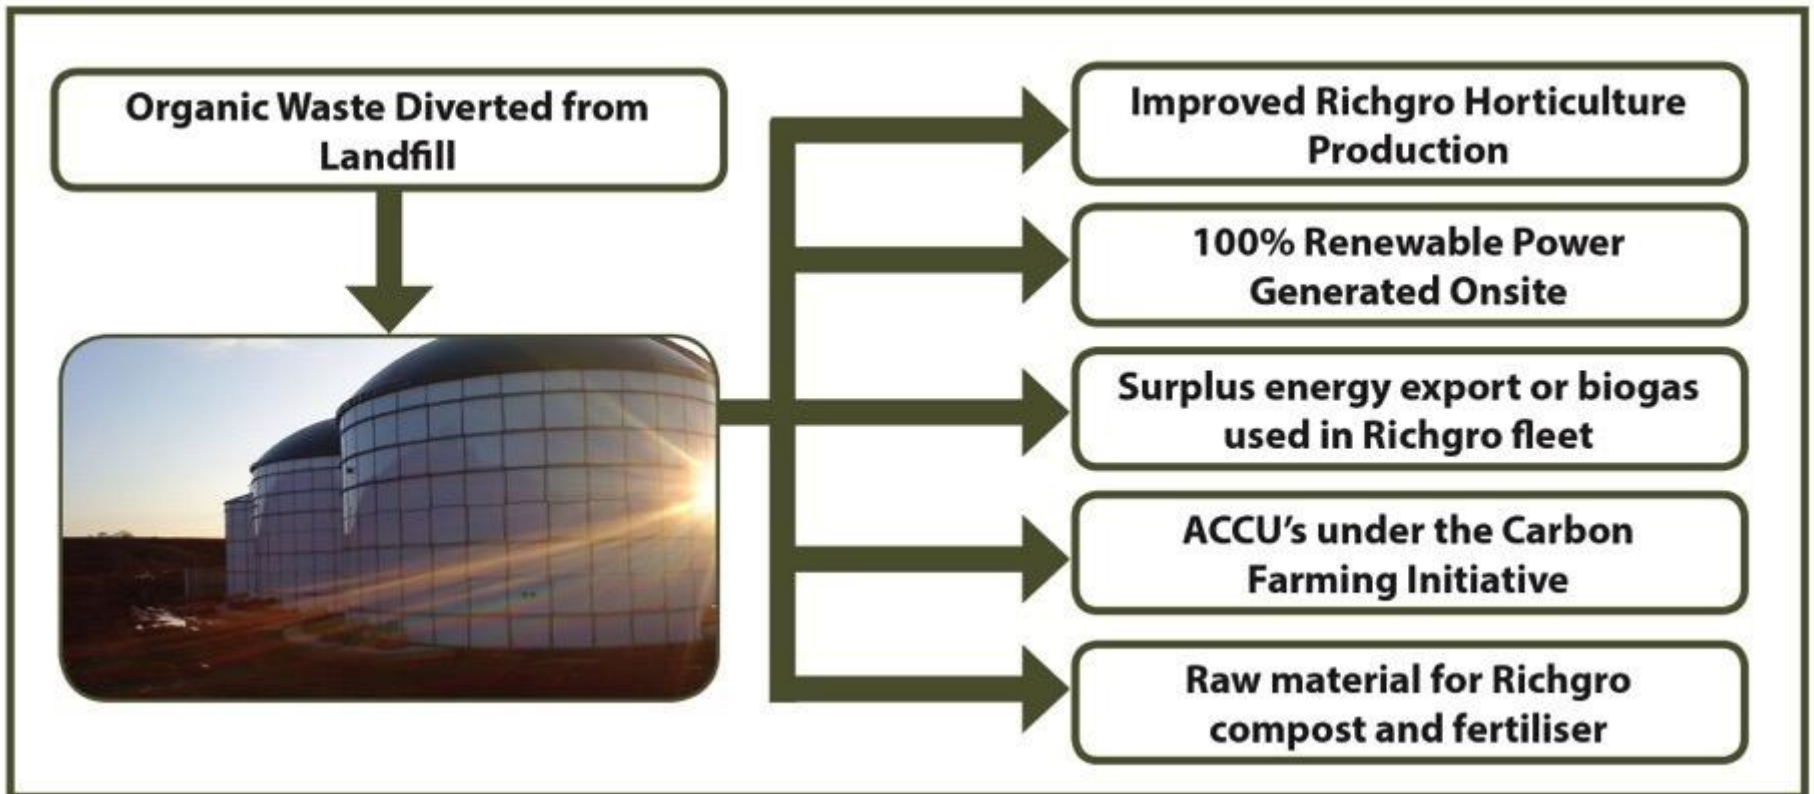 Organic Waste Diverted from
Landfill
Improved Richgro Horticulture
Production
100% Renewable Power
Generated Onsite
Surplus energy export or biogas
used in Richgro fleet
ACCU's under the Carbon
Farming Initiative
Raw material for Richgro
compost and fertiliser